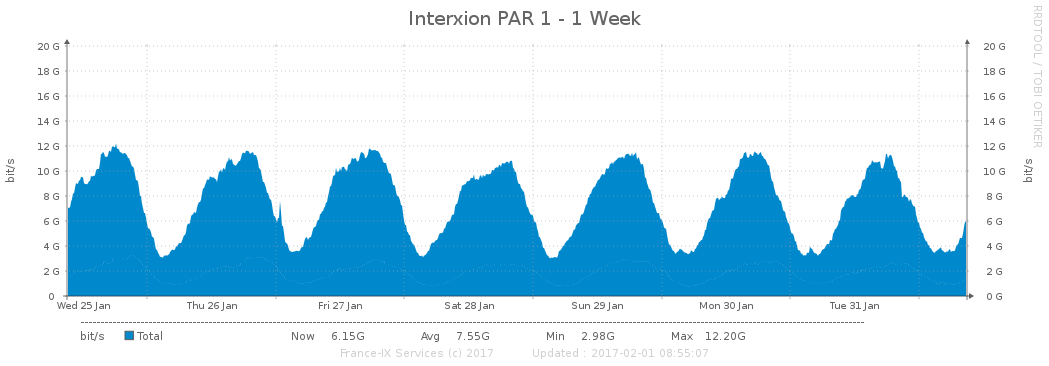 Interxion PAR 1 - 1 Week
RRDTOOL / TOBI OETIKER
bit/s
20 G
18 G
16 G
14 G
12 G
10 G
8 G
6 G
4 G
2 G
0
20 G
18 G
16 G
14 G
12 G
10 G
8 G
6 G
4 G
2 G
0 G
bit/s
Wed 25 Jan Thu 26 Jan Fri 27 Jan Sat 28 Jan Sun 29 Jan Mon 30 Jan Tue 31 Jan
bit/s Total Now 6.15G Avg 7.55G Min 2.98G Max 12.20G
France-IX Services (c) 2017 Updated : 2017-02-01 08:55:07